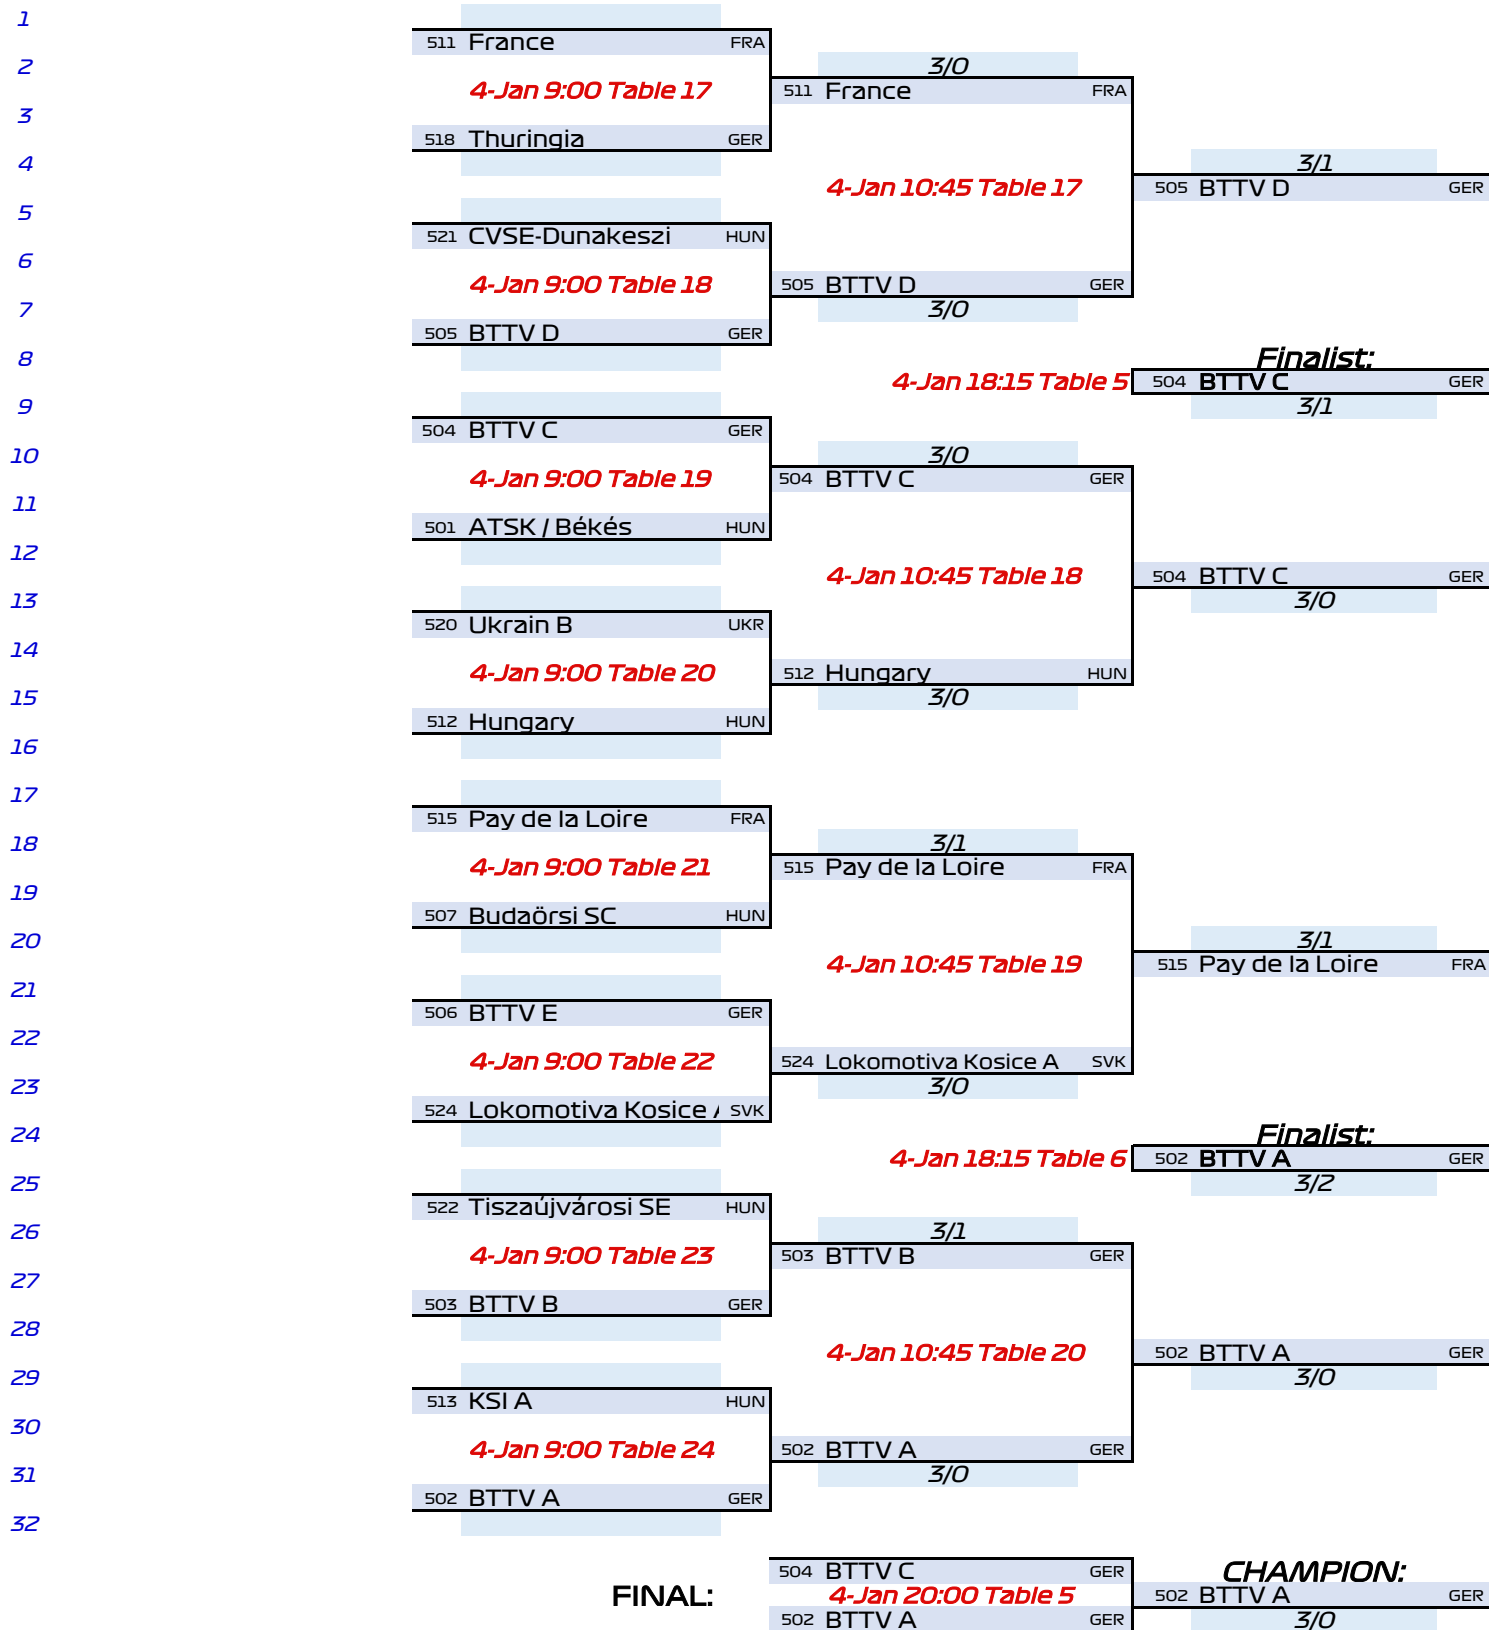 1
511 France FRA
2
3/0
4-Jan 9:00 Table 17
511 France FRA
3
518 Thuringia GER
4
3/1
4-Jan 10:45 Table 17
505 BTTV D GER
5
521 CVSE-Dunakeszi HUN
6
4-Jan 9:00 Table 18
505 BTTV D GER
7
3/0
505 BTTV D GER
8
Finalist:
4-Jan 18:15 Table 5
504 BTTV C GER
9
3/1
504 BTTV C GER
10
3/0
4-Jan 9:00 Table 19
504 BTTV C GER
11
501 ATSK / Békés HUN
12
4-Jan 10:45 Table 18
504 BTTV C GER
13
3/0
520 Ukrain B UKR
14
4-Jan 9:00 Table 20
512 Hungary HUN
15
3/0
512 Hungary HUN
16
17
515 Pay de la Loire FRA
18
3/1
4-Jan 9:00 Table 21
515 Pay de la Loire FRA
19
507 Budaörsi SC HUN
20
3/1
4-Jan 10:45 Table 19
515 Pay de la Loire FRA
21
506 BTTV E GER
22
4-Jan 9:00 Table 22
524 Lokomotiva Kosice A SVK
23
3/0
524 Lokomotiva Kosice SVK
24
Finalist:
4-Jan 18:15 Table 6
502 BTTV A GER
25
3/2
522 Tiszaújvárosi SE HUN
26
3/1
4-Jan 9:00 Table 23
503 BTTV B GER
27
503 BTTV B GER
28
4-Jan 10:45 Table 20
502 BTTV A GER
29
3/0
513 KSI A HUN
30
4-Jan 9:00 Table 24
502 BTTV A GER
31
3/0
502 BTTV A GER
32
504 BTTV C GER
CHAMPION:
FINAL:
4-Jan 20:00 Table 5
502 BTTV A GER
502 BTTV A GER
3/0